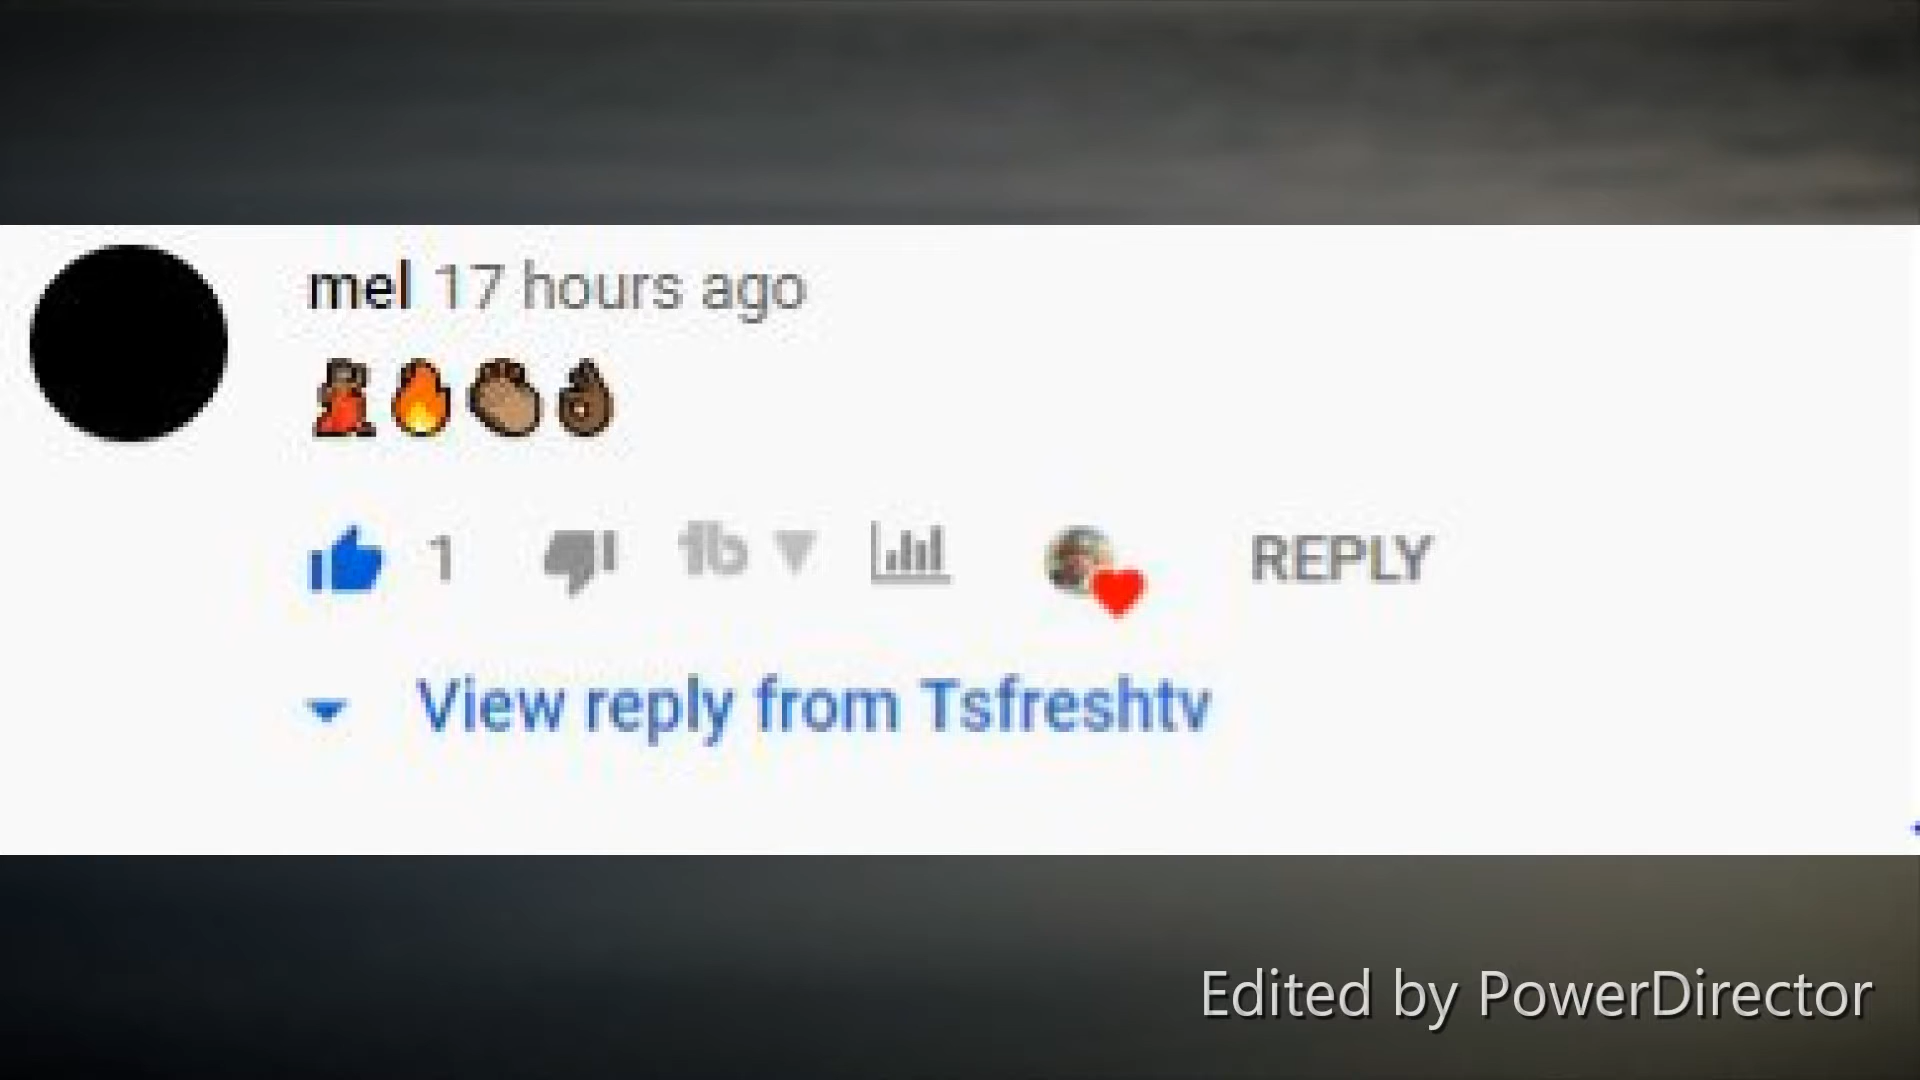 mel 17 hours ago
1 REPLY
View reply from Tsfreshtv
Edited by PowerDirector